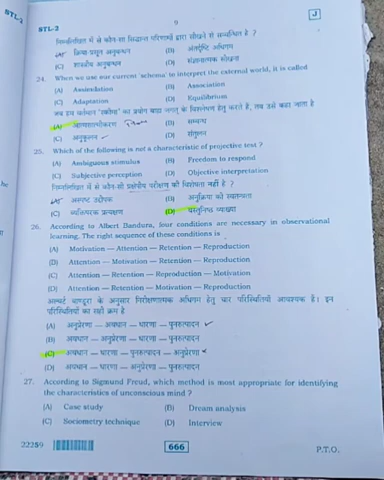 STL-2
STL-2
9
J
निम्नलिखित में से कौन-सा सिद्धान्त परिणामों द्वारा सीखने से सम्बन्धित है ?
(A) क्रिया-प्रसूत अनुबन्धन (B) अंतर्दृष्टि अधिगम
(C) शास्त्रीय अनुबन्धन (D) संज्ञानात्मक सीखना
24. When we use our current 'schema' to interpret the external world, it is called
(A) Assimilation (B) Association
(C) Adaptation (D) Equilibrium
जब हम वर्तमान 'स्कीमा' का प्रयोग बाह्य जगत् के विश्लेषण हेतु करते हैं, तब उसे कहा जाता है
(A) आत्मसात्मीकरण (B) सम्बन्ध
(C) अनुकूलन (D) संतुलन
25. Which of the following is not a characteristic of projective test ?
(A) Ambiguous stimulus (B) Freedom to respond
(C) Subjective perception (D) Objective interpretation
निम्नलिखित में से कौन-सी प्रक्षेपीय परीक्षण की विशेषता नहीं है ?
(A) अस्पष्ट उद्दीपक (B) अनुक्रिया की स्वतन्त्रता
(C) व्यक्तिपरक प्रत्यक्षण (D) वस्तुनिष्ठ व्याख्या
26. According to Albert Bandura, four conditions are necessary in observational
learning. The right sequence of these conditions is
(A) Motivation — Attention — Retention — Reproduction
(B) Attention — Motivation — Retention — Reproduction
(C) Attention — Retention — Reproduction — Motivation
(D) Attention — Retention — Motivation — Reproduction
अल्बर्ट बान्डूरा के अनुसार निरीक्षणात्मक अधिगम हेतु चार परिस्थितियाँ आवश्यक हैं। इन
परिस्थितियों का सही क्रम है
(A) अनुप्रेरणा — अवधान — धारणा — पुनरुत्पादन
(B) अवधान — अनुप्रेरणा — धारणा — पुनरुत्पादन
(C) अवधान — धारणा — पुनरुत्पादन — अनुप्रेरणा
(D) अवधान — धारणा — अनुप्रेरणा — पुनरुत्पादन
27. According to Sigmund Freud, which method is most appropriate for identifying
the characteristics of unconscious mind ?
(A) Case study (B) Dream analysis
(C) Sociometry technique (D) Interview
22259 666 P.T.O.